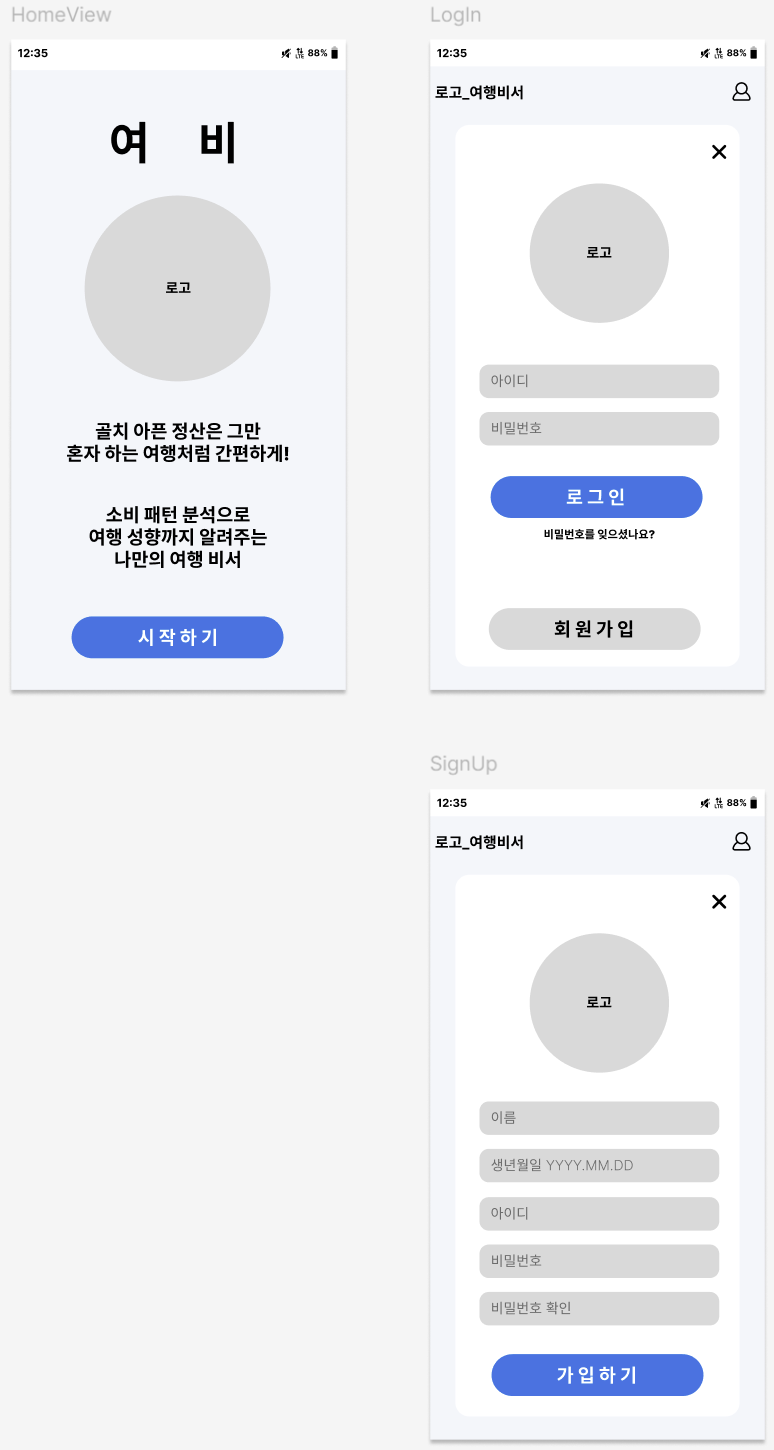 HomeView
12:35
LTE 88%
여 비
로고
골치 아픈 정산은 그만
혼자 하는 여행처럼 간편하게!
소비 패턴 분석으로
여행 성향까지 알려주는
나만의 여행 비서
시작하기
LogIn
12:35
LTE 88%
로고_여행비서
로고
아이디
비밀번호
로그인
비밀번호를 잊으셨나요?
회원가입
SignUp
12:35
LTE 88%
로고_여행비서
로고
이름
생년월일 YYYY.MM.DD
아이디
비밀번호
비밀번호 확인
가입하기